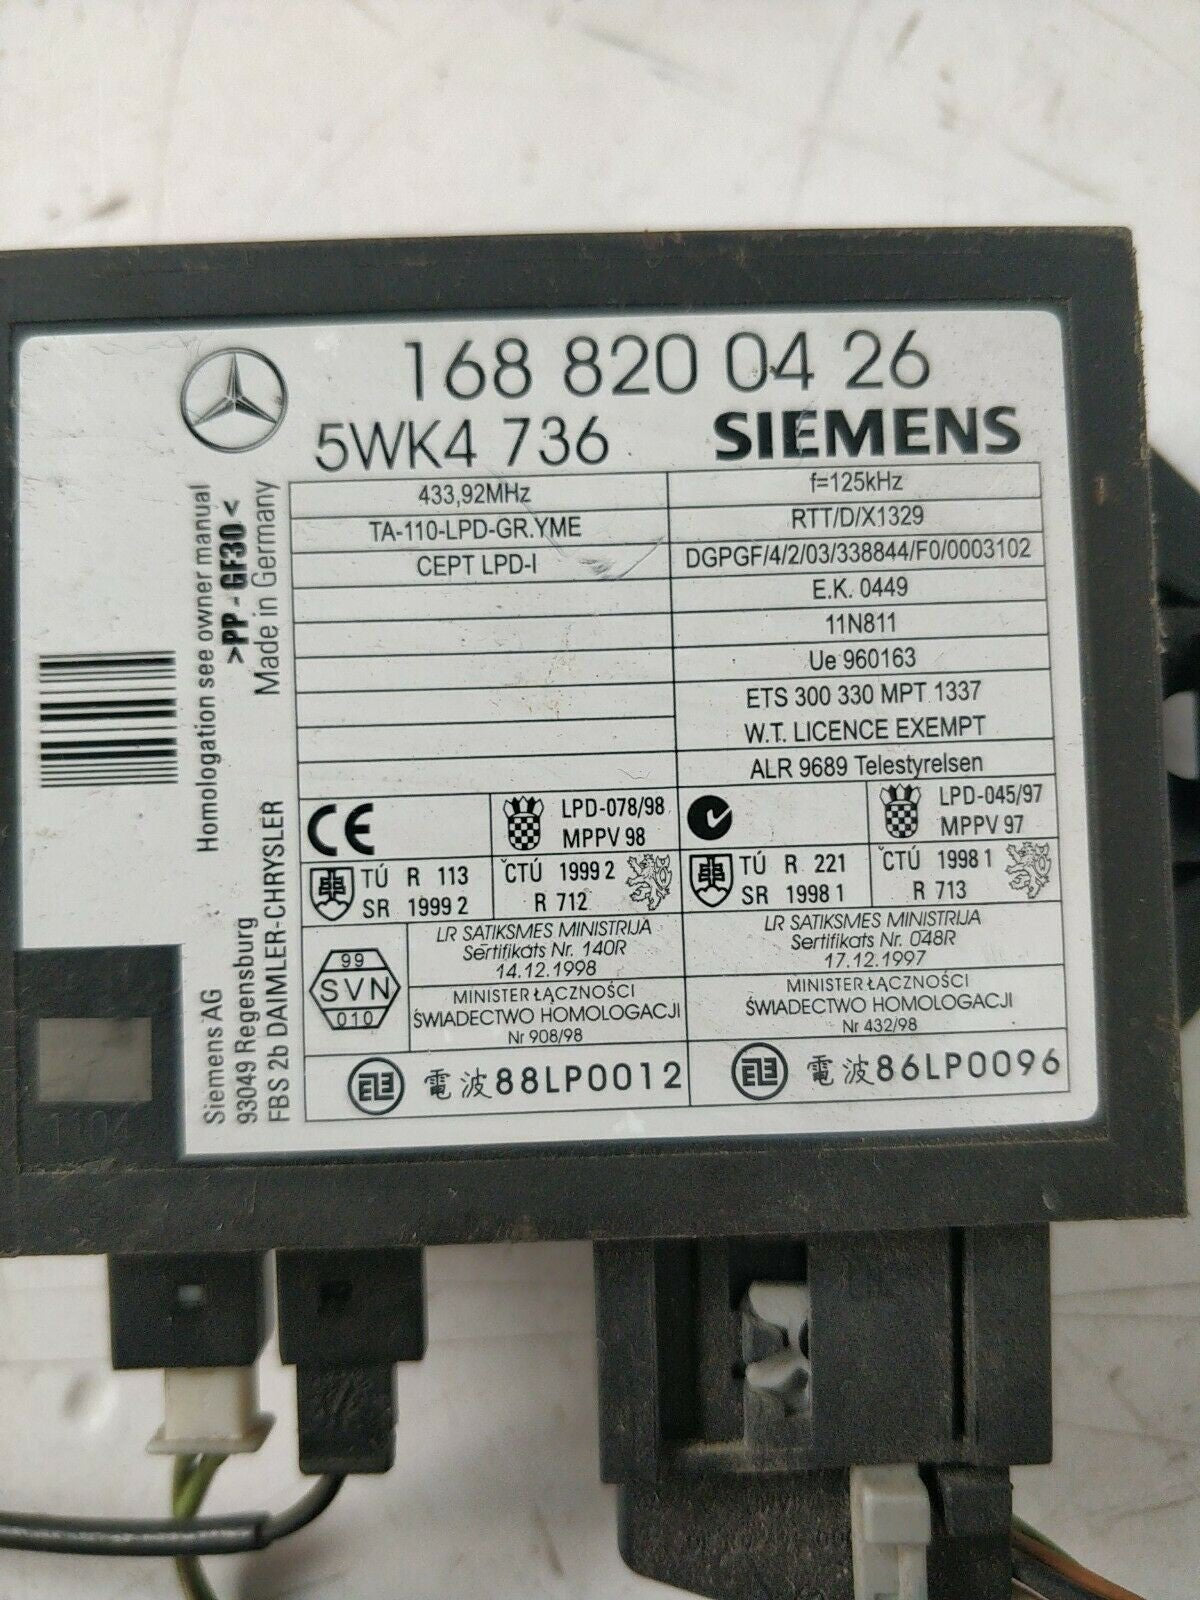 168 820 04 26
5WK4 736 SIEMENS
433,92MHz f=125kHz
TA-110-LPD-GR.YME RTT/D/X1329
CEPT LPD-I DGPGF/4/2/03/338844/F0/0003102
E.K. 0449
11N811
Ue 960163
ETS 300 330 MPT 1337
W.T. LICENCE EXEMPT
ALR 9689 Telestyrelsen
CE LPD-078/98 LPD-045/97
MPPV 98 MPPV 97
TÚ R 113 ČTÚ 1999 2 TÚ R 221 ČTÚ 1998 1
SR 1999 2 R 712 SR 1998 1 R 713
LR SATIKSMES MINISTRIJA LR SATIKSMES MINISTRIJA
Sertifikats Nr. 140R Sertifikats Nr. 048R
14.12.1998 17.12.1997
99
SVN
010
MINISTER ŁĄCZNOŚCI MINISTER ŁĄCZNOŚCI
ŚWIADECTWO HOMOLOGACJI ŚWIADECTWO HOMOLOGACJI
Nr 908/98 Nr 432/98
電波88LP0012 電波86LP0096
Homologation see owner manual
>PP-GF30<
Made in Germany
Siemens AG
93049 Regensburg
FBS 2b DAIMLER-CHRYSLER
1104